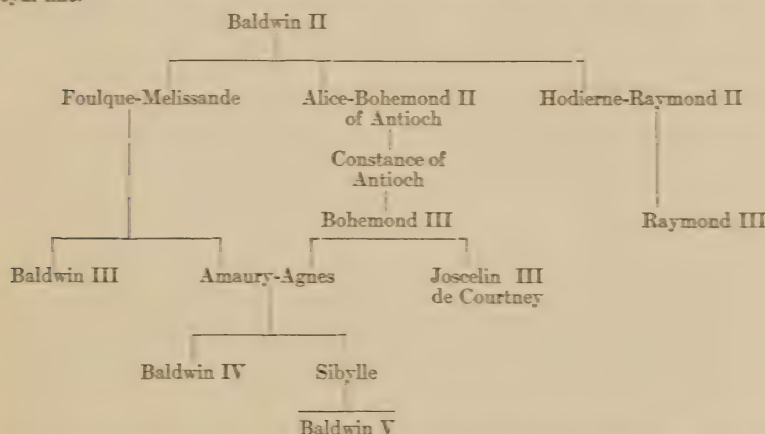 Baldwin II
Foulque-Melissande Alice-Bohemond II Hodierne-Raymond II
of Antioch
Constance of
Antioch
Bohemond III Raymond III
Baldwin III Amaury-Agnes Joscelin III
de Courtney
Baldwin IV Sibylle
Baldwin V